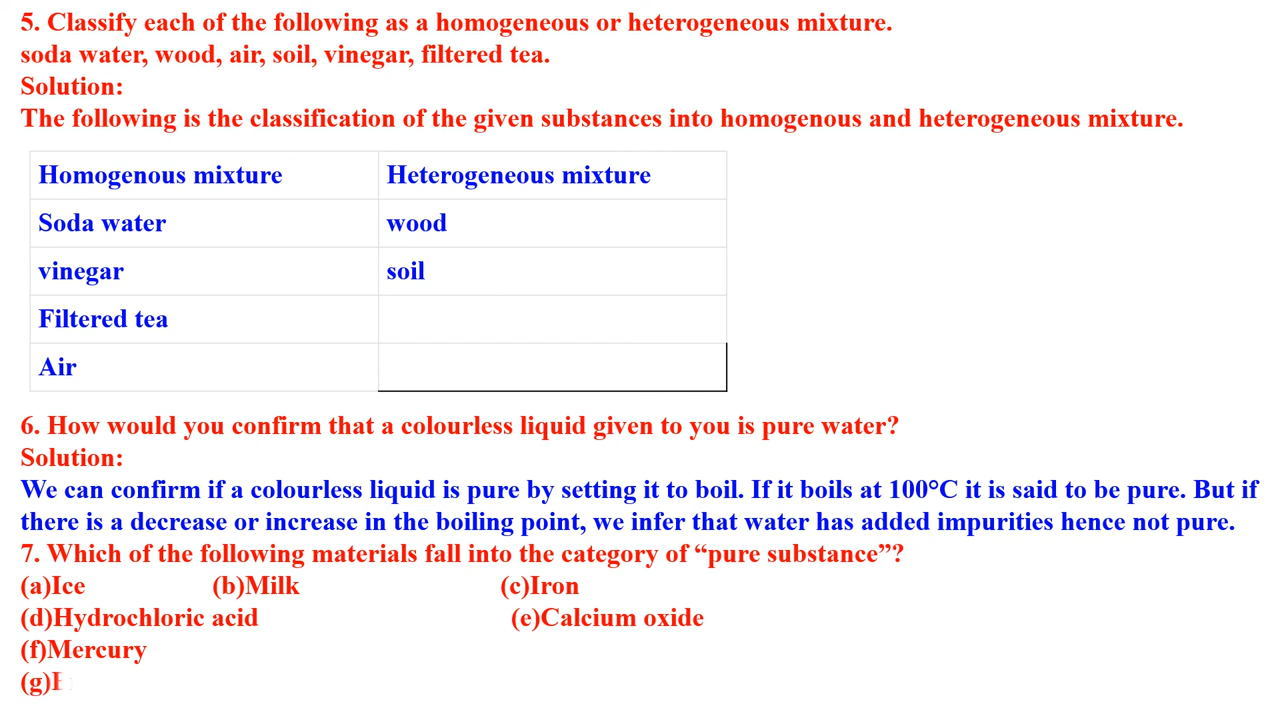 5. Classify each of the following as a homogeneous or heterogeneous mixture.
soda water, wood, air, soil, vinegar, filtered tea.
Solution:
The following is the classification of the given substances into homogenous and heterogeneous mixture.
Homogenous mixture Heterogeneous mixture
Soda water wood
vinegar soil
Filtered tea
Air
6. How would you confirm that a colourless liquid given to you is pure water?
Solution:
We can confirm if a colourless liquid is pure by setting it to boil. If it boils at 100°C it is said to be pure. But if
there is a decrease or increase in the boiling point, we infer that water has added impurities hence not pure.
7. Which of the following materials fall into the category of “pure substance”?
(a)Ice (b)Milk (c)Iron
(d)Hydrochloric acid (e)Calcium oxide
(f)Mercury
(g)